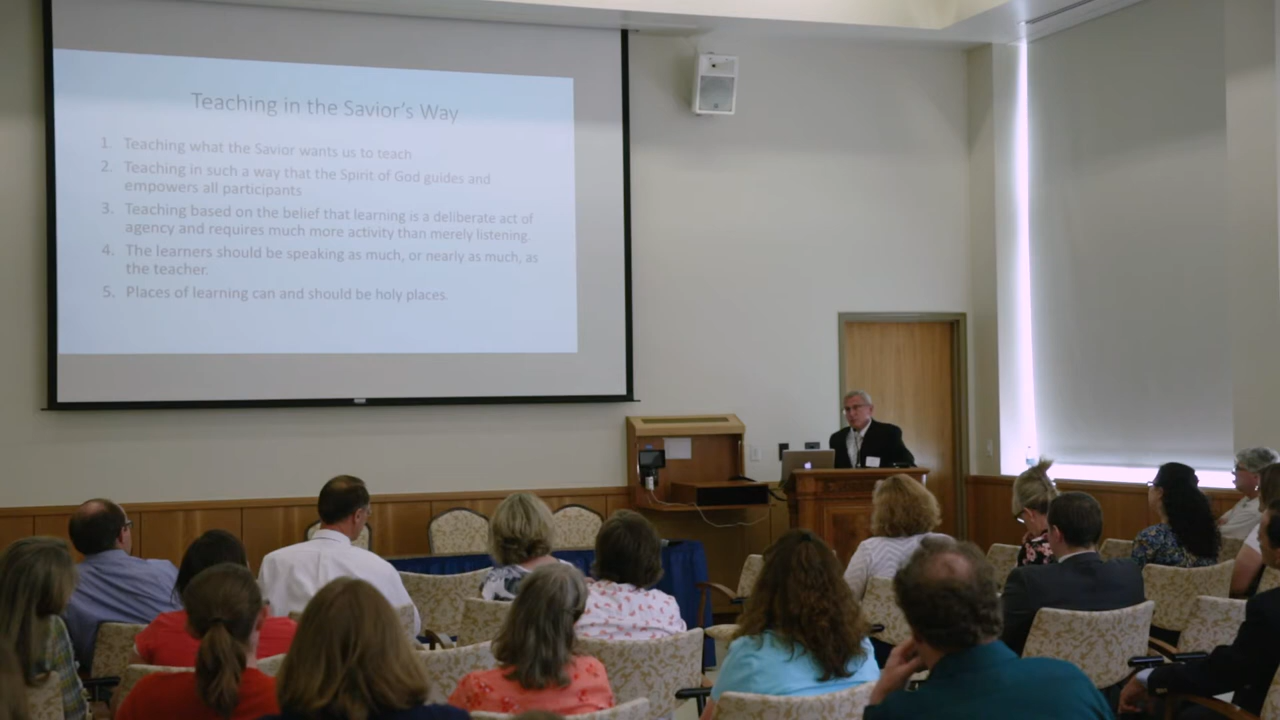 Teaching in the Savior's Way
1. Teaching what the Savior wants us to teach
2. Teaching in such a way that the Spirit of God guides and
empowers all participants
3. Teaching based on the belief that learning is a deliberate act of
agency and requires much more activity than merely listening.
4. The learners should be speaking as much, or nearly as much, as
the teacher.
5. Places of learning can and should be holy places.